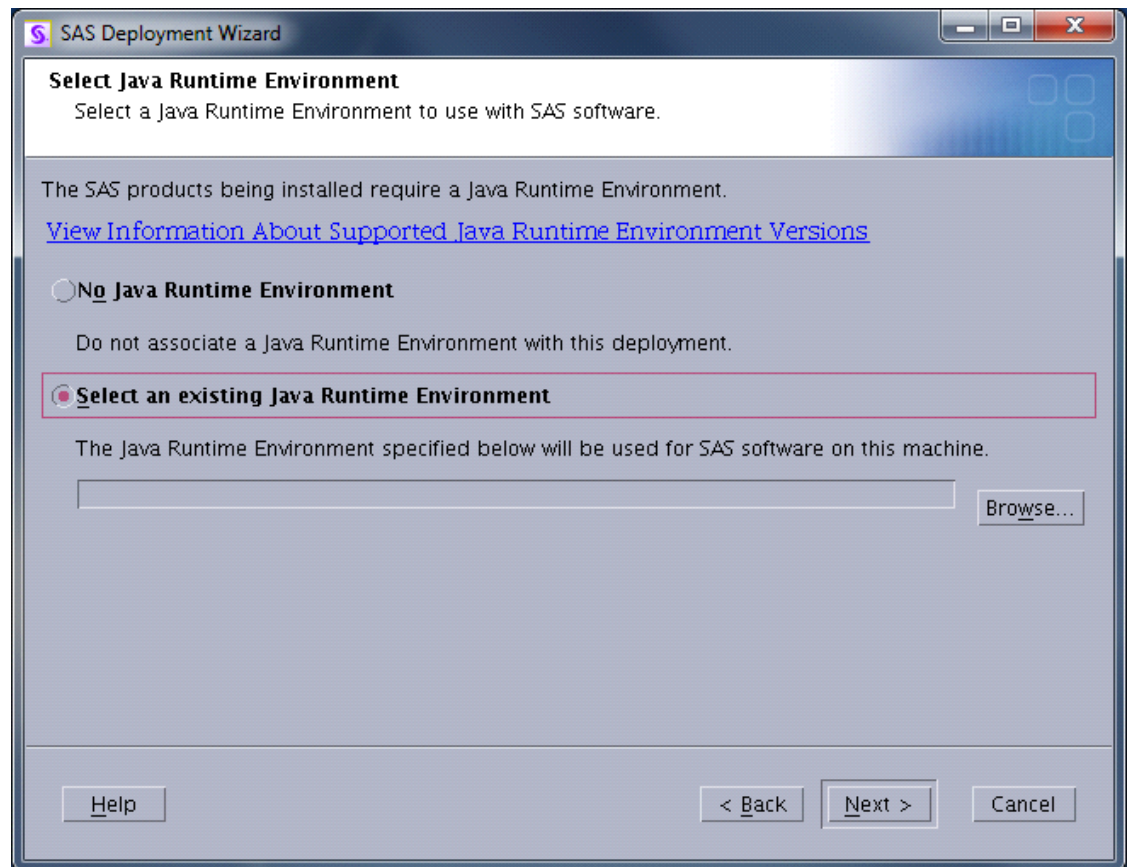 SAS Deployment Wizard
Select Java Runtime Environment
Select a Java Runtime Environment to use with SAS software.
The SAS products being installed require a Java Runtime Environment.
View Information About Supported Java Runtime Environment Versions
No Java Runtime Environment
Do not associate a Java Runtime Environment with this deployment.
Select an existing Java Runtime Environment
The Java Runtime Environment specified below will be used for SAS software on this machine.
Browse...
Help
< Back
Next >
Cancel